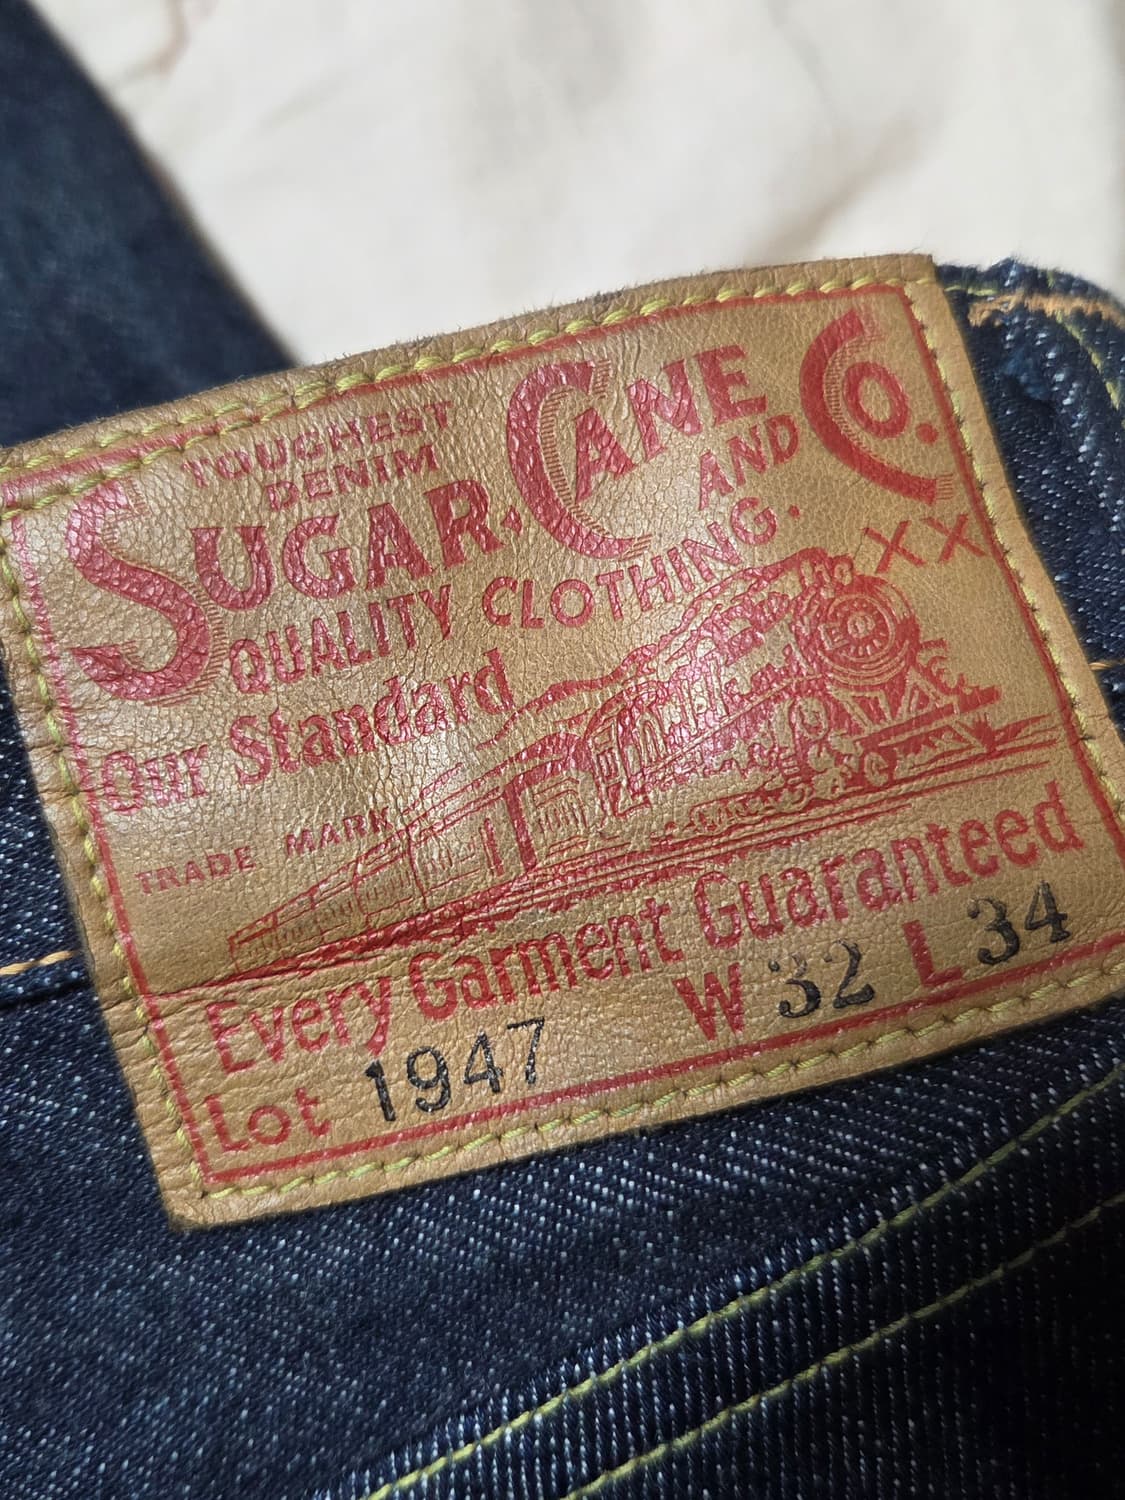 TOUGHEST
DENIM
SUGAR·CANE CO.
QUALITY CLOTHING. AND
XX
Our Standard
TRADE MARK
Every Garment Guaranteed
Lot 1947 W 32 L 34